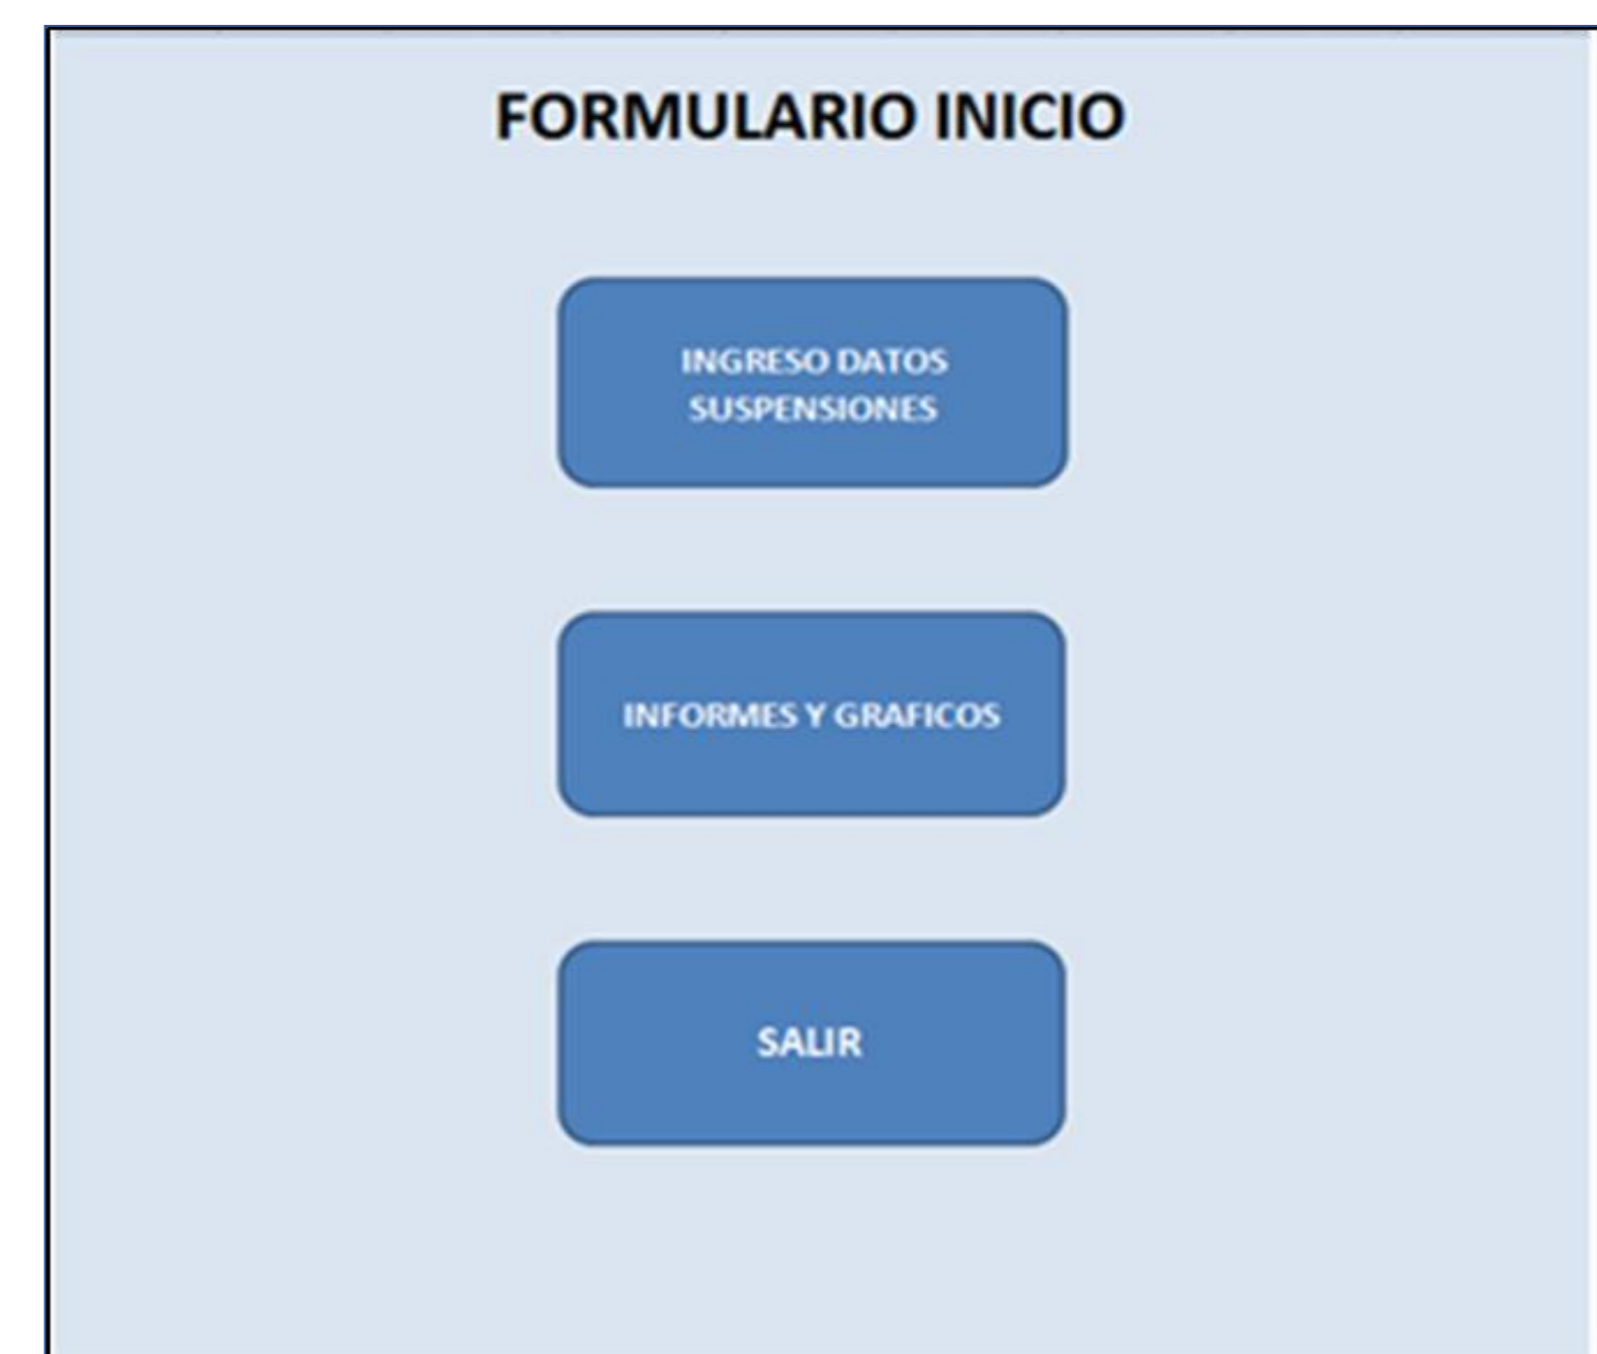 FORMULARIO INICIO
INGRESO DATOS
SUSPENSIONES
INFORMES Y GRAFICOS
SALIR